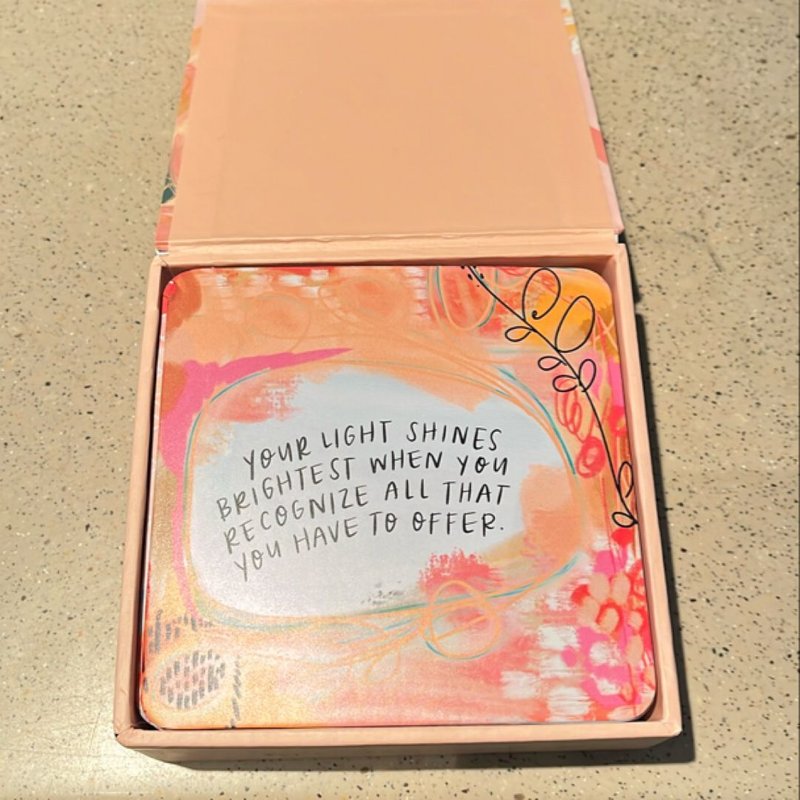 YOUR LIGHT SHINES
BRIGHTEST WHEN YOU
RECOGNIZE ALL THAT
YOU HAVE TO OFFER.